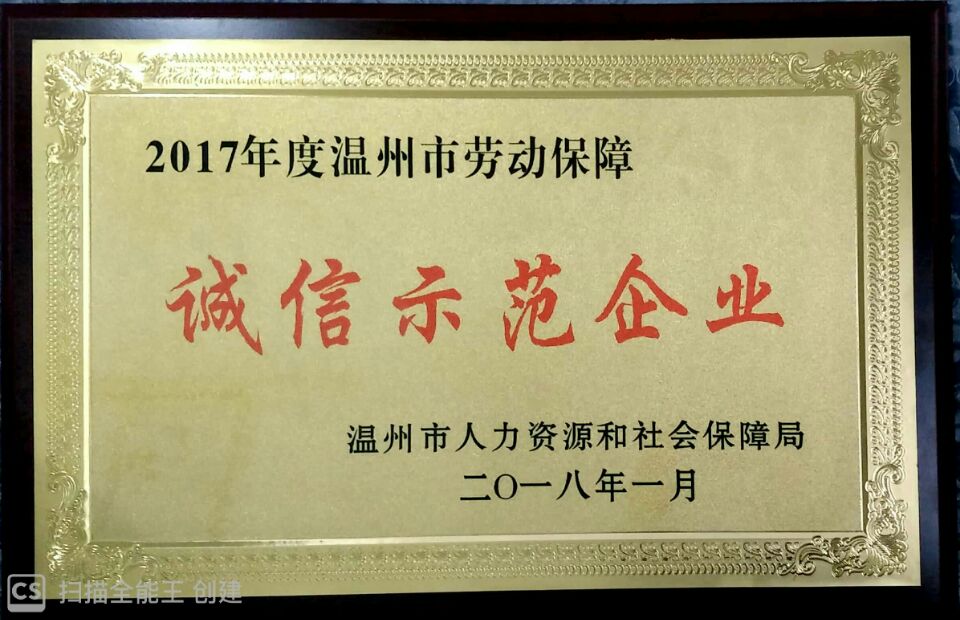 2017年度温州市劳动保障
诚信示范企业
温州市人力资源和社会保障局
二〇一八年一月
CS 扫描全能王 创建